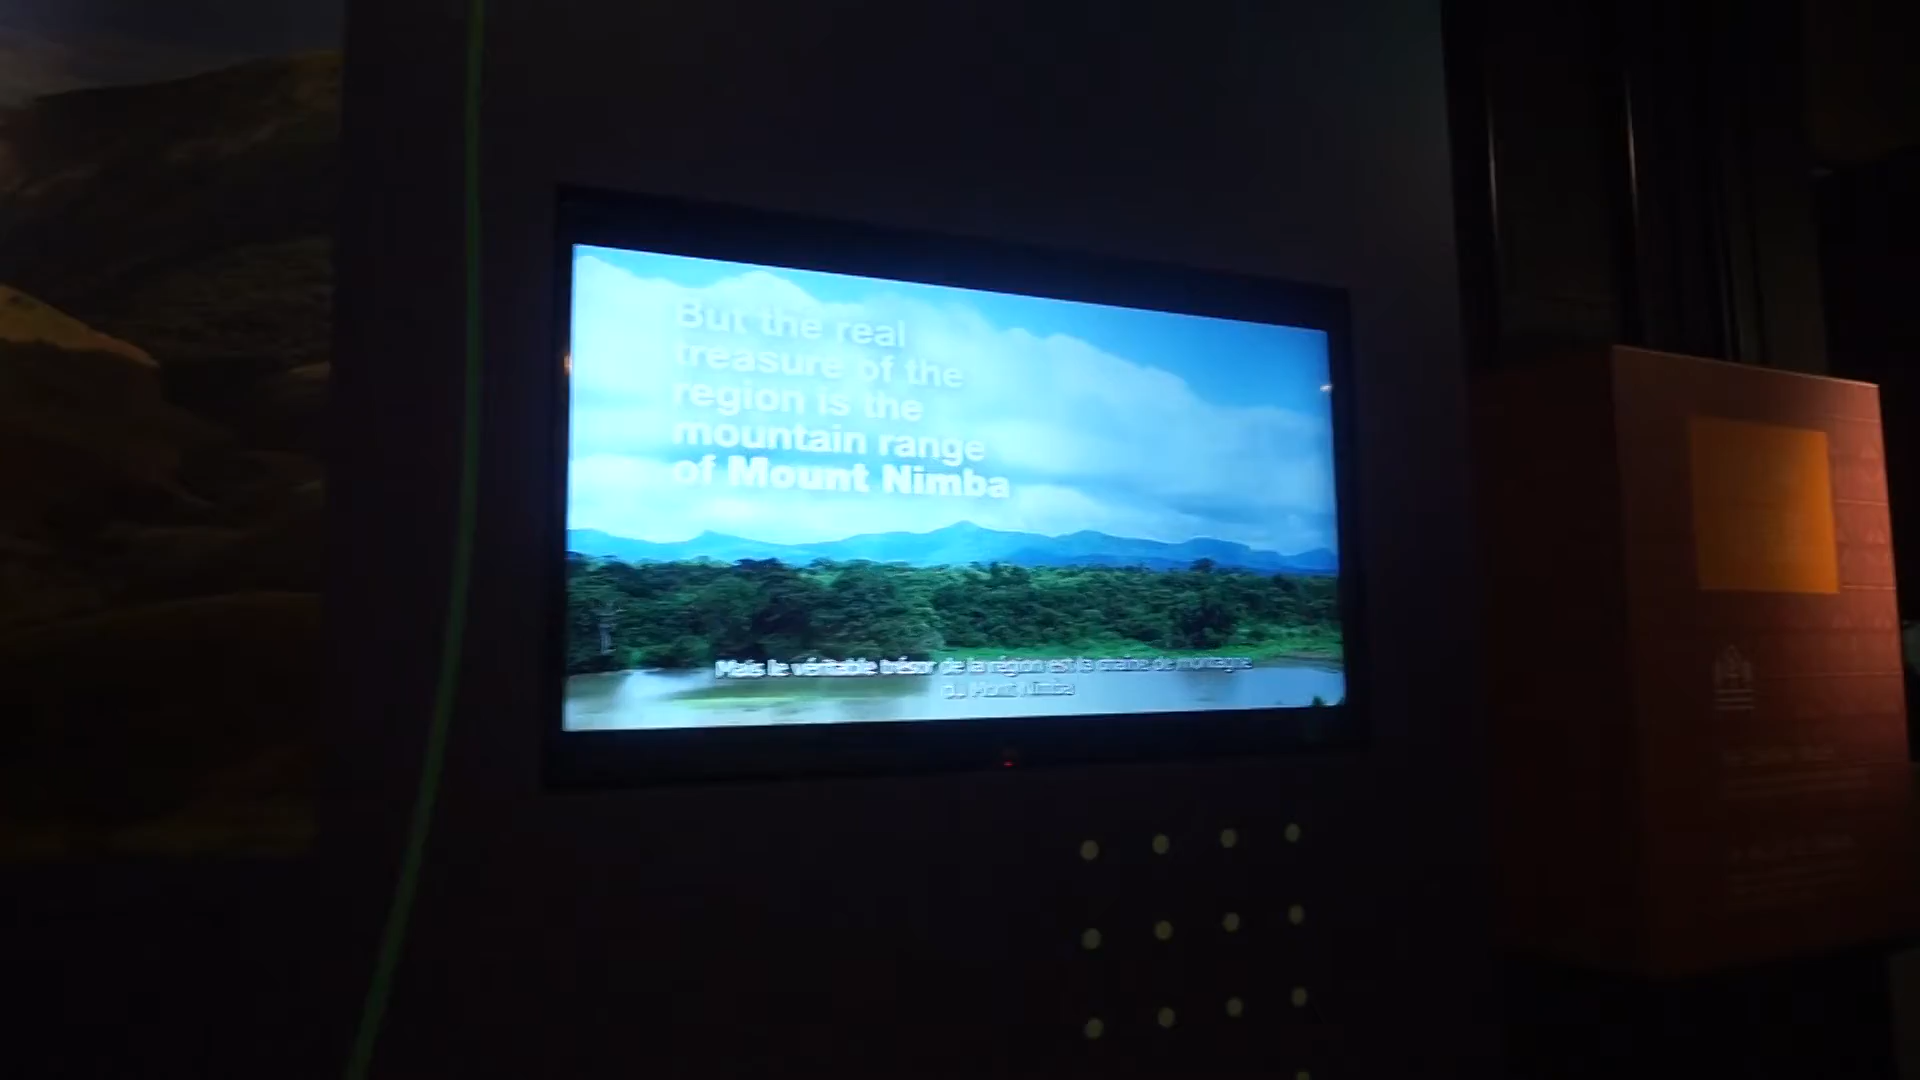 But the real
treasure of the
region is the
mountain range
of Mount Nimba
Mais le véritable trésor de la région est la chaîne de montagne
du Mont Nimba